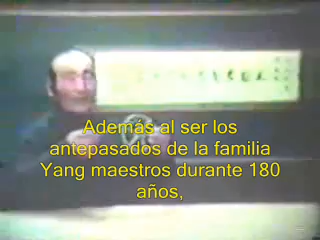 Además al ser los
antepasados de la familia
Yang maestros durante 180
años,